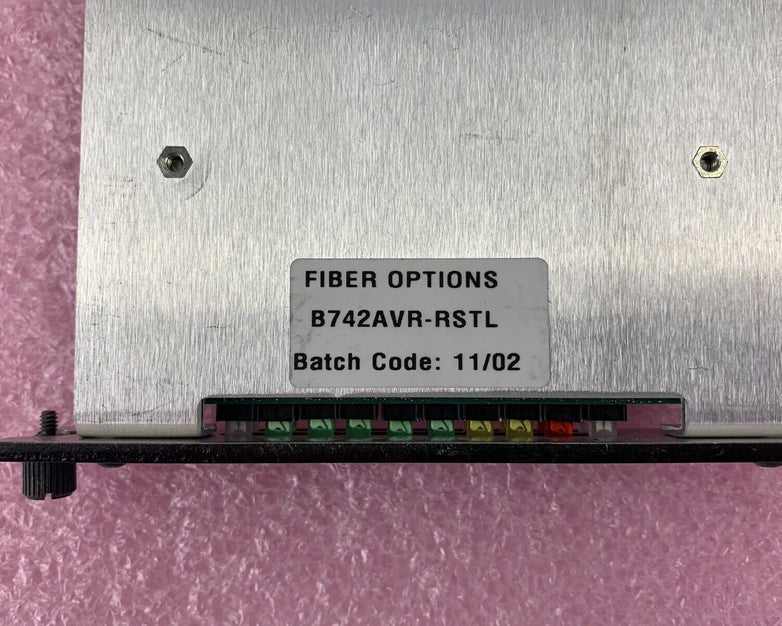 FIBER OPTIONS
B742AVR-RSTL
Batch Code: 11/02